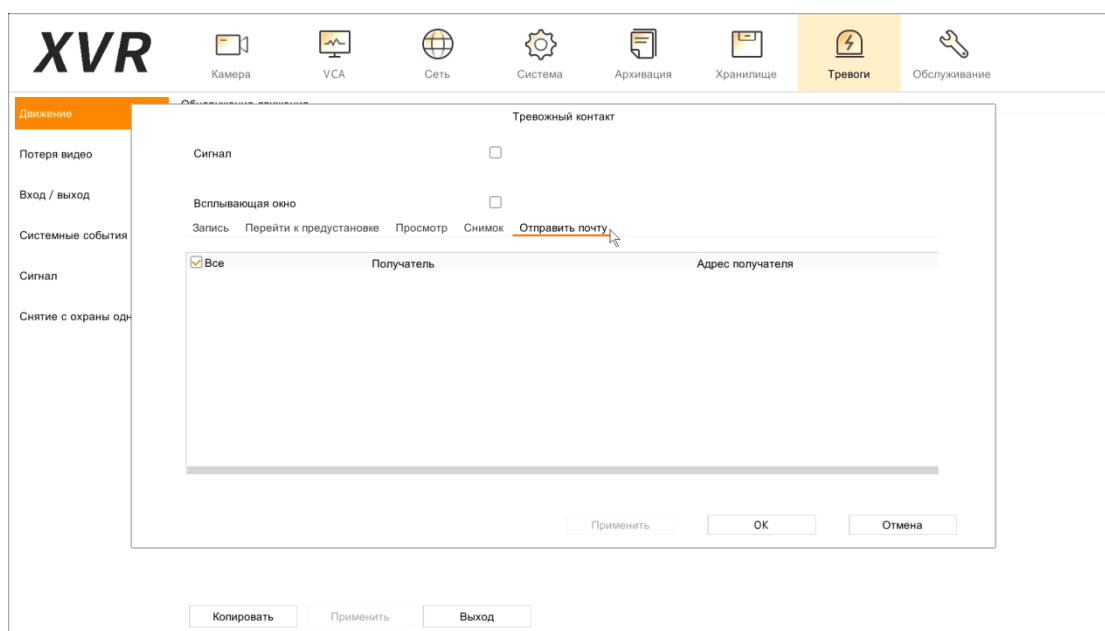 XVR
Камера VCA Сеть Система Архивация Хранилище Тревоги Обслуживание
Движение
Потеря видео
Вход / выход
Системные события
Сигнал
Снятие с охраны одн
Обнаружение движения
Тревожный контакт
Сигнал
Всплывающая окно
Запись Перейти к предустановке Просмотр Снимок Отправить почту
Все Получатель Адрес получателя
Применить OK Отмена
Копировать Применить Выход